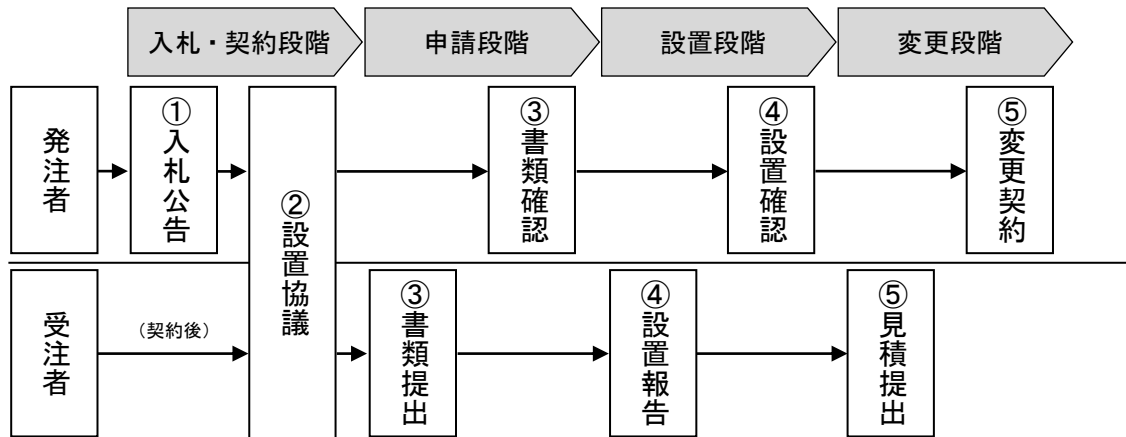 入札・契約段階
申請段階
設置段階
変更段階
発注者
①入札公告
②設置協議
③書類確認
④設置確認
⑤変更契約
受注者
（契約後）
③書類提出
④設置報告
⑤見積提出